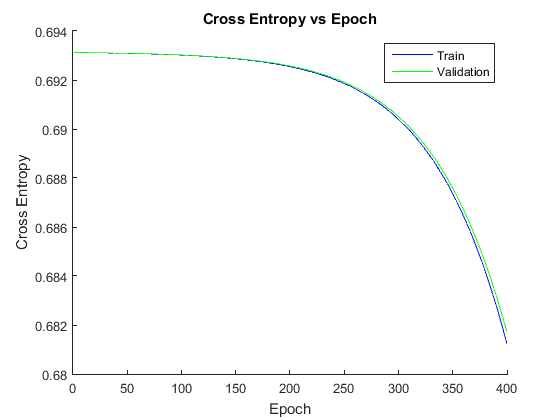 Cross Entropy vs Epoch
Train
Validation
Cross Entropy
0.694
0.692
0.69
0.688
0.686
0.684
0.682
0.68
0 50 100 150 200 250 300 350 400
Epoch